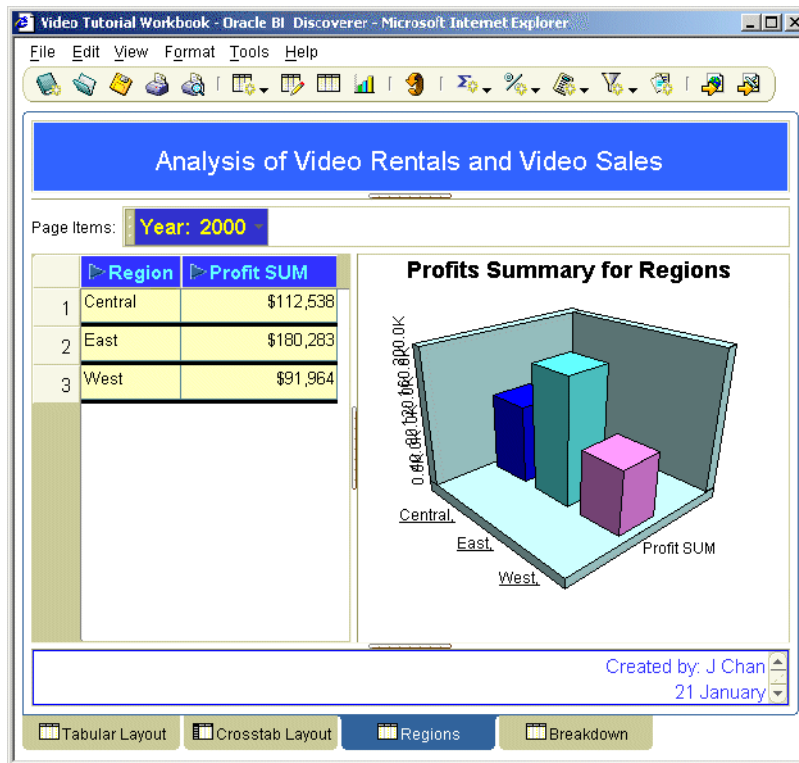 Video Tutorial Workbook - Oracle BI Discoverer - Microsoft Internet Explorer
File Edit View Format Tools Help
Analysis of Video Rentals and Video Sales
Page Items: Year: 2000
Region Profit SUM
1 Central $112,538
2 East $180,283
3 West $91,964
Profits Summary for Regions
Central,
East,
West,
Profit SUM
Created by: J Chan
21 January
Tabular Layout Crosstab Layout Regions Breakdown